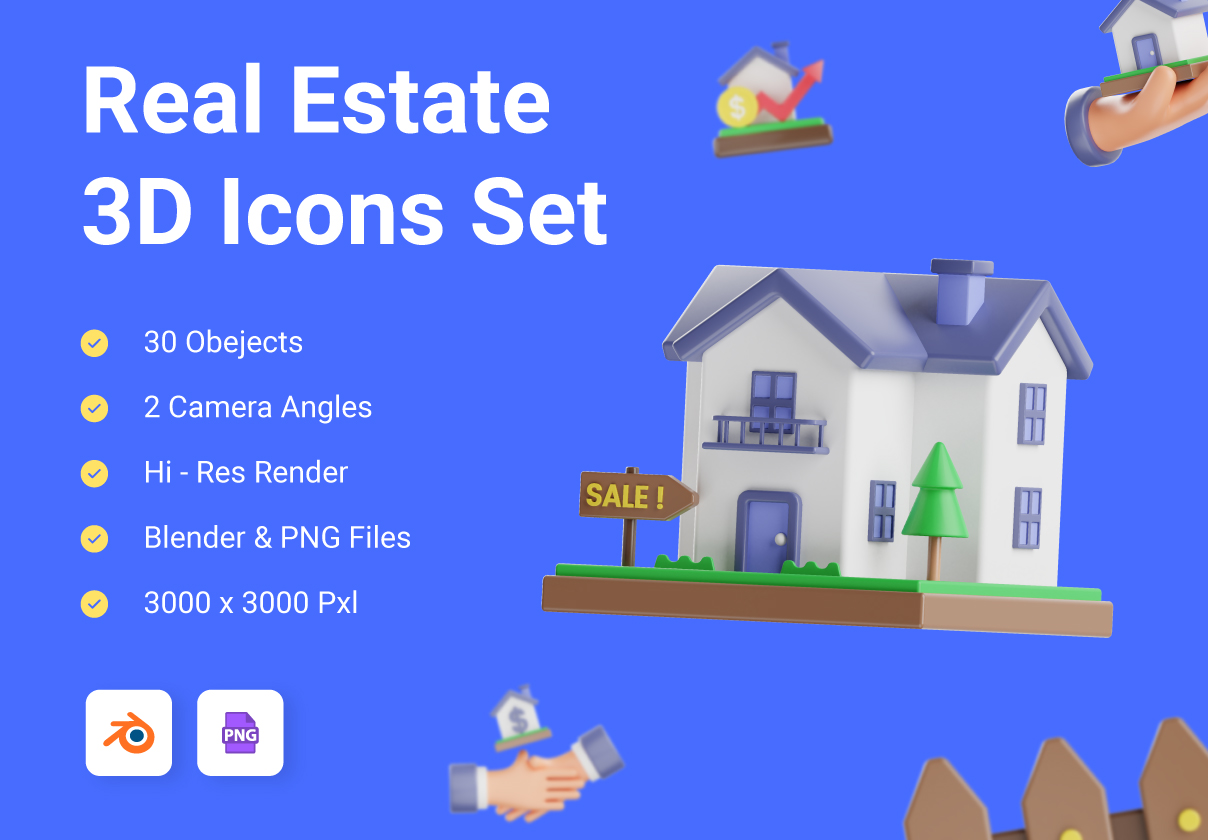 Real Estate
3D Icons Set
30 Obejects
2 Camera Angles
Hi - Res Render
Blender & PNG Files
3000 x 3000 Pxl
SALE !
PNG
$
$